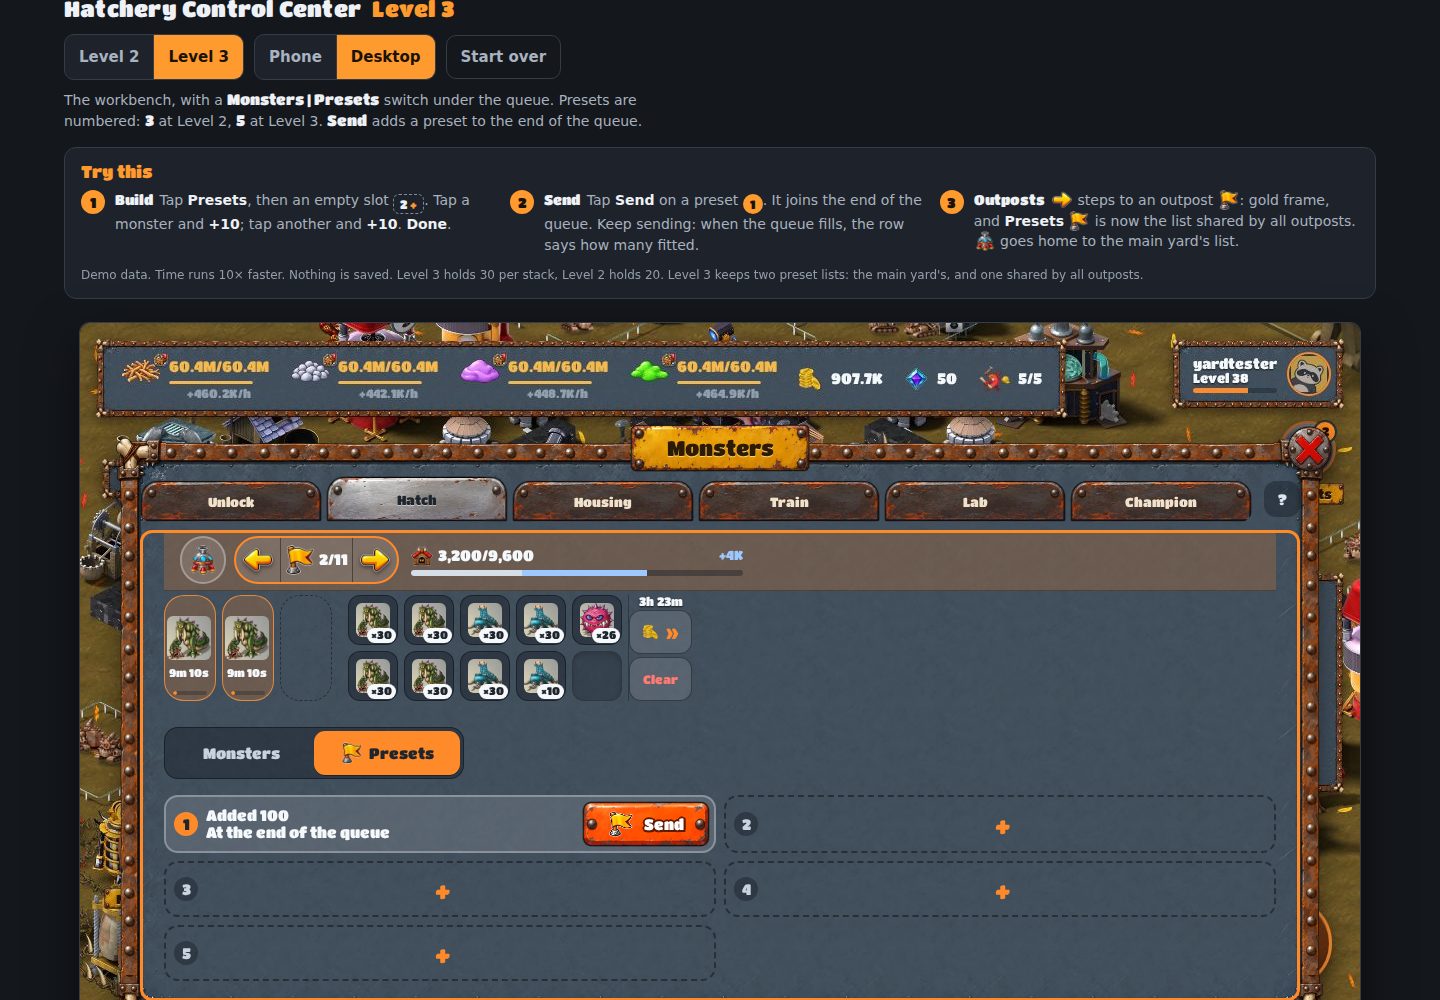 Hatchery Control Center Level 3
Level 2 Level 3 Phone Desktop Start over
The workbench, with a Monsters | Presets switch under the queue. Presets are
numbered: 3 at Level 2, 5 at Level 3. Send adds a preset to the end of the queue.
Try this
1 Build Tap Presets, then an empty slot 2 +. Tap a
monster and +10; tap another and +10. Done.
2 Send Tap Send on a preset 1. It joins the end of the
queue. Keep sending: when the queue fills, the row
says how many fitted.
3 Outposts steps to an outpost : gold frame,
and Presets is now the list shared by all outposts.
goes home to the main yard's list.
Demo data. Time runs 10× faster. Nothing is saved. Level 3 holds 30 per stack, Level 2 holds 20. Level 3 keeps two preset lists: the main yard's, and one shared by all outposts.
60.4M/60.4M 60.4M/60.4M 60.4M/60.4M 60.4M/60.4M 907.7K 50 5/5
+460.2K/h +442.1K/h +448.7K/h +464.9K/h
yardtester
Level 38
Monsters
Unlock Hatch Housing Train Lab Champion ?
2/11 3,200/9,600 +4K
9m 10s 9m 10s
×30 ×30 ×30 ×30 ×26
×30 ×30 ×30 ×10
3h 23m
Clear
Monsters Presets
1 Added 100
At the end of the queue
Send
2 +
3 +
4 +
5 +